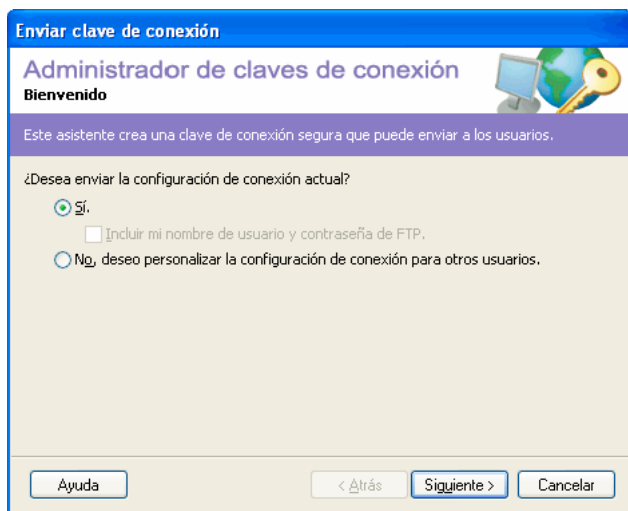 Enviar clave de conexión
Administrador de claves de conexión
Bienvenido
Este asistente crea una clave de conexión segura que puede enviar a los usuarios.
¿Desea enviar la configuración de conexión actual?
Sí.
Incluir mi nombre de usuario y contraseña de FTP.
No, deseo personalizar la configuración de conexión para otros usuarios.
Ayuda
< Atrás
Siguiente >
Cancelar